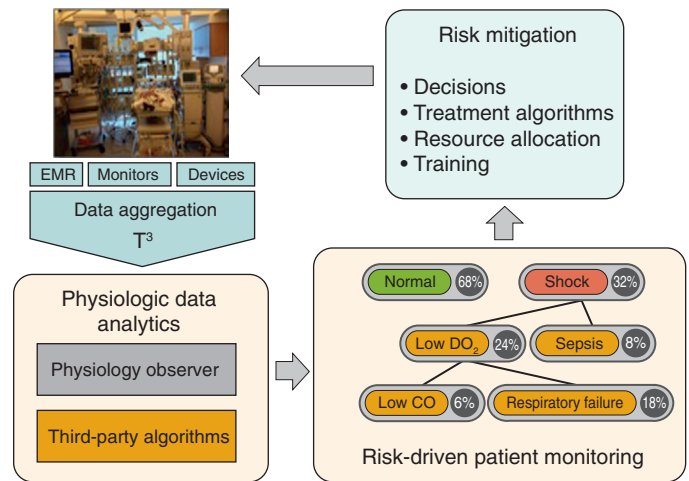 EMR
Monitors
Devices
Data aggregation
T³
Physiologic data
analytics
Physiology observer
Third-party algorithms
Risk mitigation
• Decisions
• Treatment algorithms
• Resource allocation
• Training
Normal 68%
Shock 32%
Low DO₂ 24%
Sepsis 8%
Low CO 6%
Respiratory failure 18%
Risk-driven patient monitoring